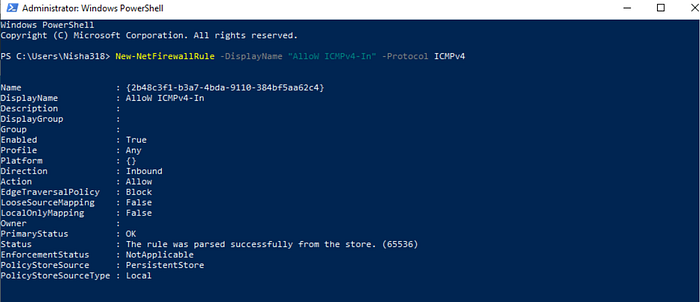 Administrator: Windows PowerShell
Windows PowerShell
Copyright (C) Microsoft Corporation. All rights reserved.
PS C:\Users\Nisha318> New-NetFirewallRule -DisplayName "AlloW ICMPv4-In" -Protocol ICMPv4
Name : {2b48c3f1-b3a7-4bda-9110-384bf5aa62c4}
DisplayName : AlloW ICMPv4-In
Description :
DisplayGroup :
Group :
Enabled : True
Profile : Any
Platform : {}
Direction : Inbound
Action : Allow
EdgeTraversalPolicy : Block
LooseSourceMapping : False
LocalOnlyMapping : False
Owner :
PrimaryStatus : OK
Status : The rule was parsed successfully from the store. (65536)
EnforcementStatus : NotApplicable
PolicyStoreSource : PersistentStore
PolicyStoreSourceType : Local